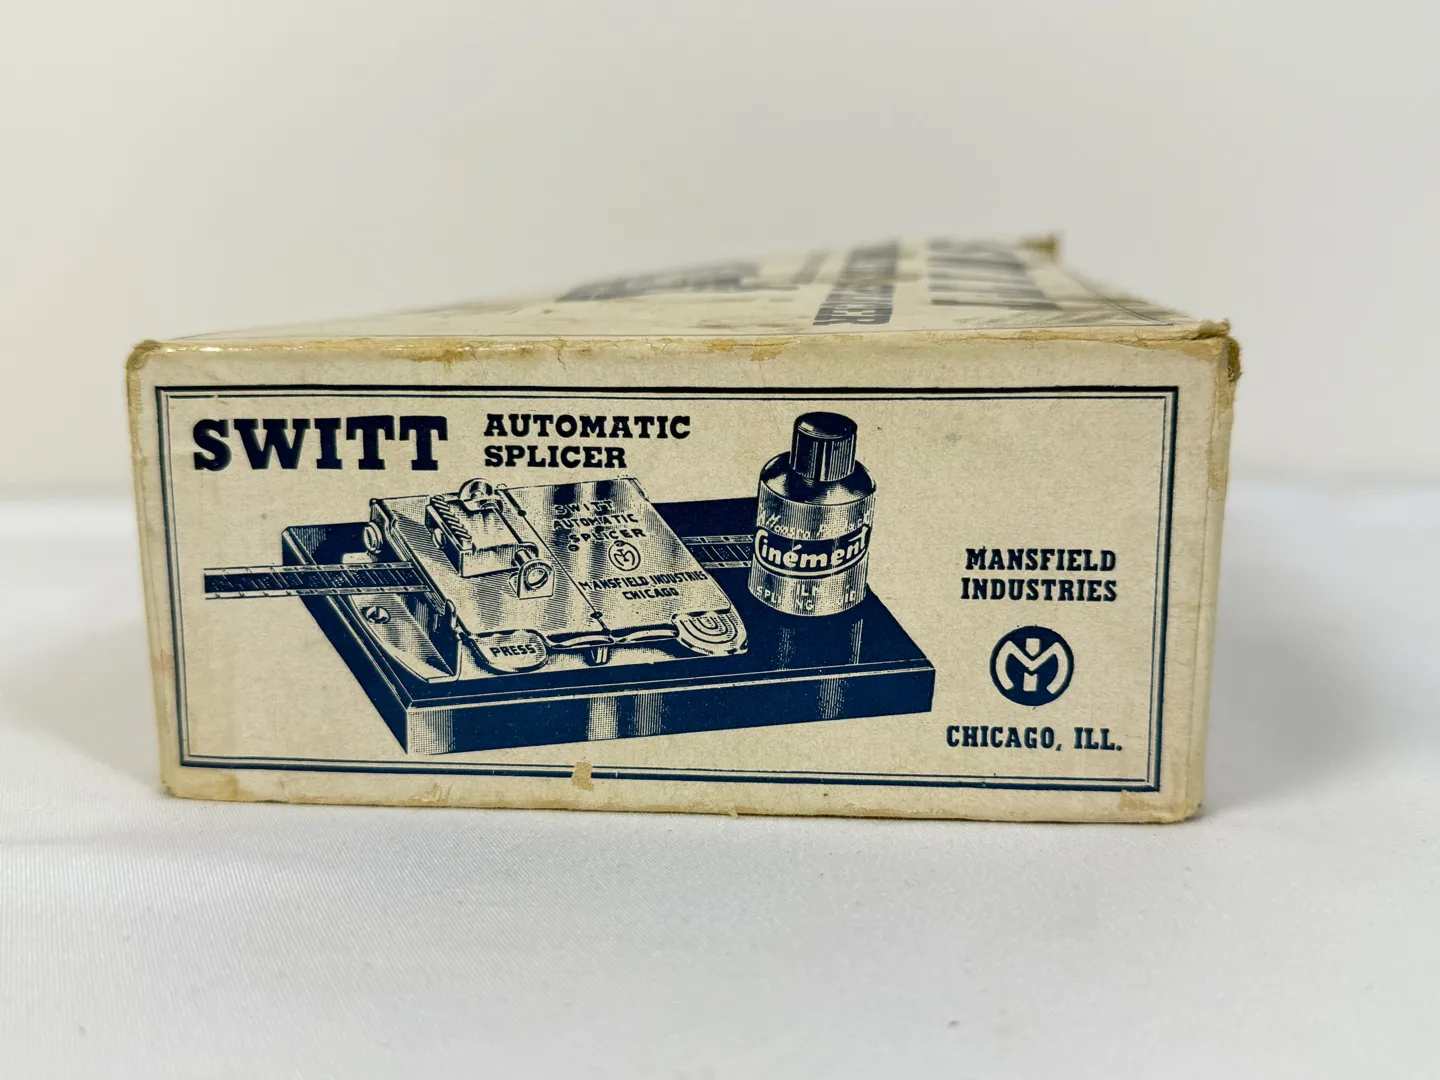 SWITT
AUTOMATIC
SPLICER
SWITT
AUTOMATIC
SPLICER
MANSFIELD INDUSTRIES
CHICAGO
PRESS
Cinément
MANSFIELD
INDUSTRIES
M
CHICAGO, ILL.